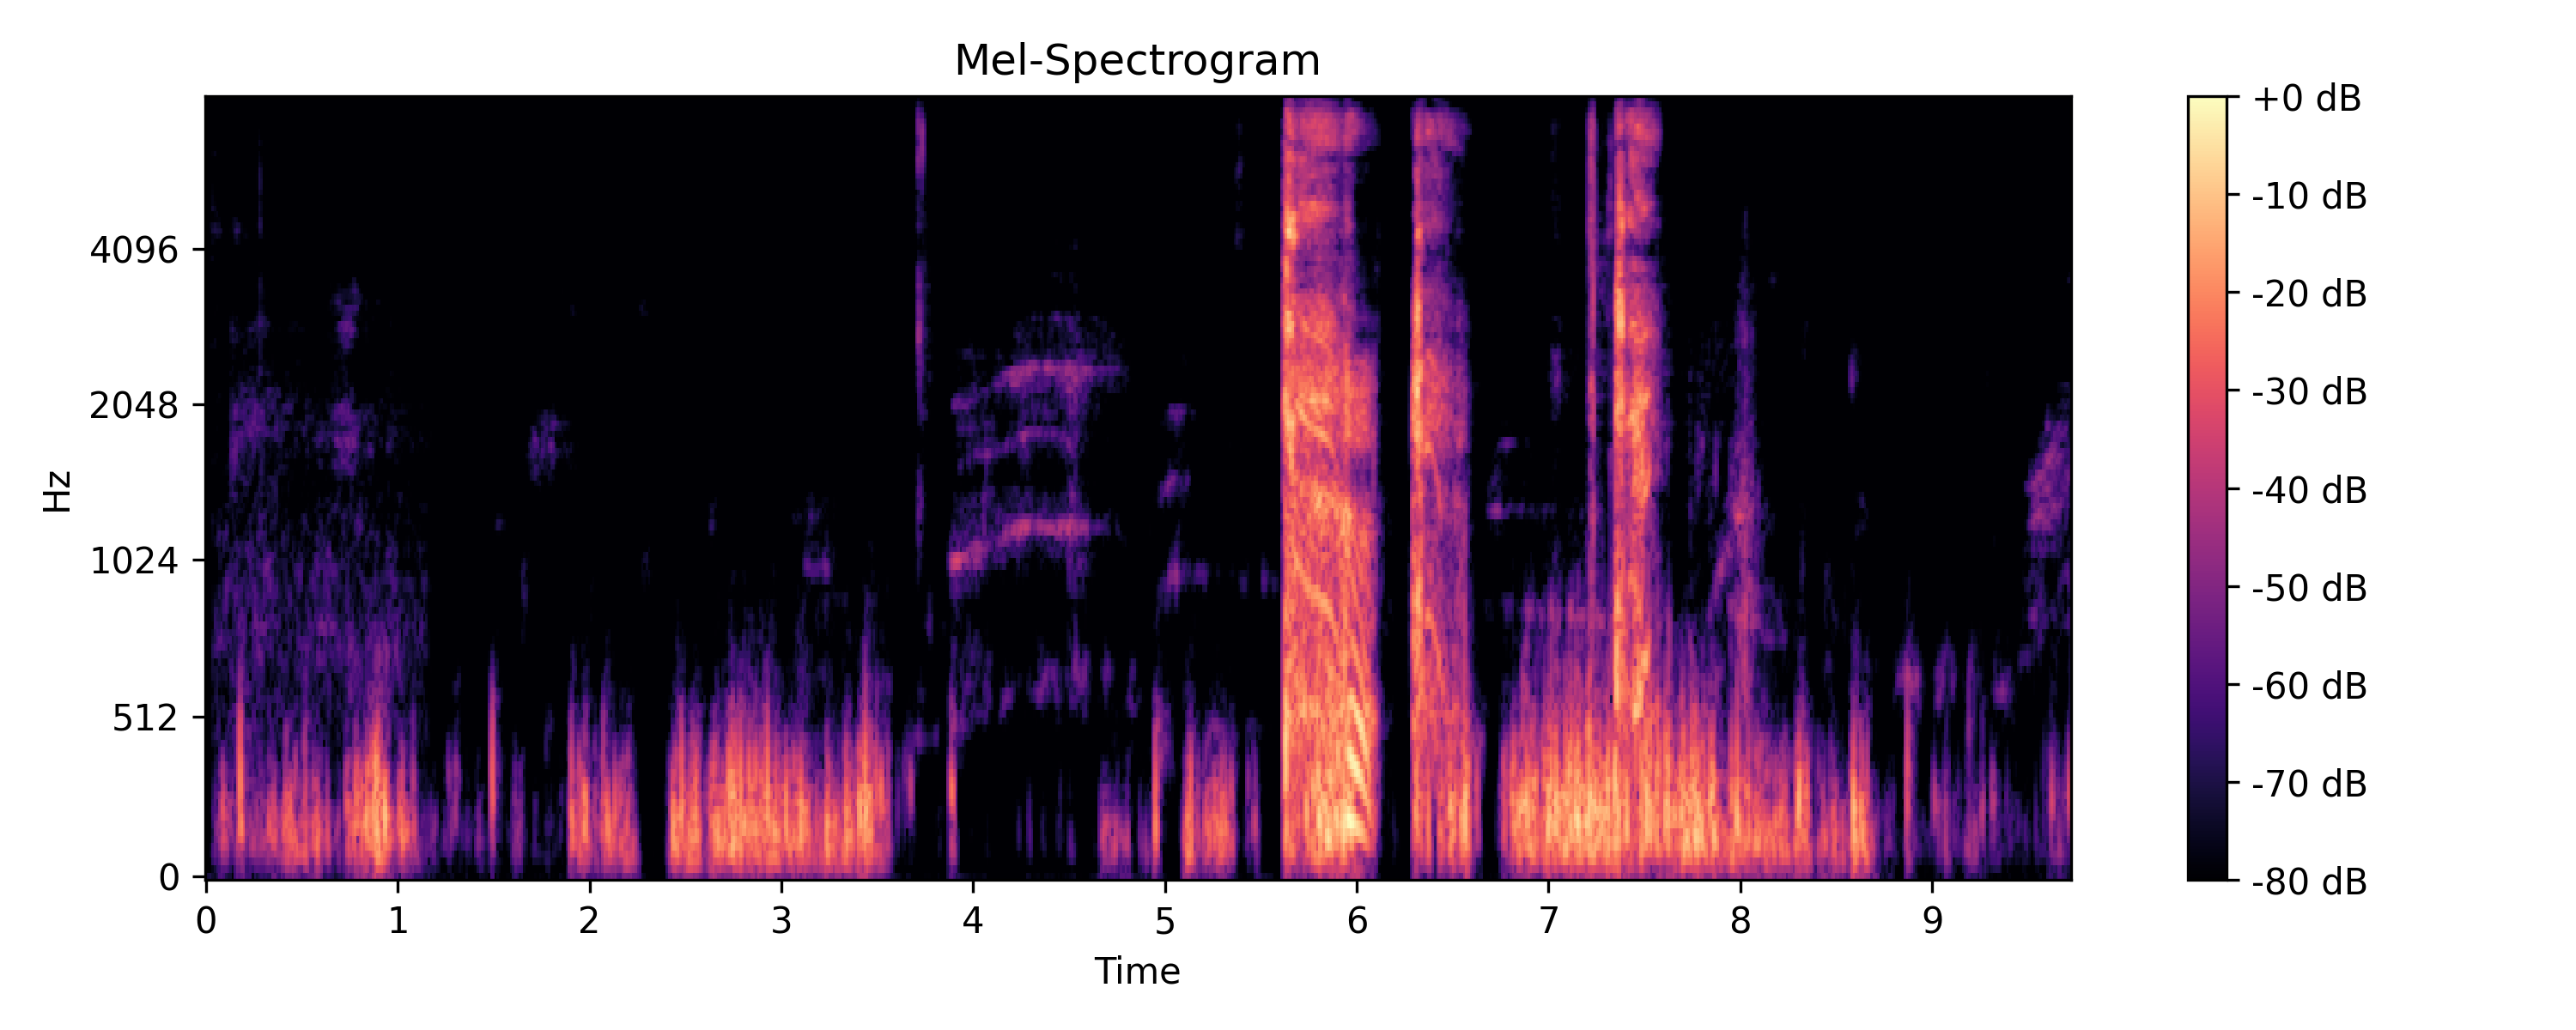 Mel-Spectrogram
Hz
4096
2048
1024
512
0
0 1 2 3 4 5 6 7 8 9
Time
+0 dB
-10 dB
-20 dB
-30 dB
-40 dB
-50 dB
-60 dB
-70 dB
-80 dB